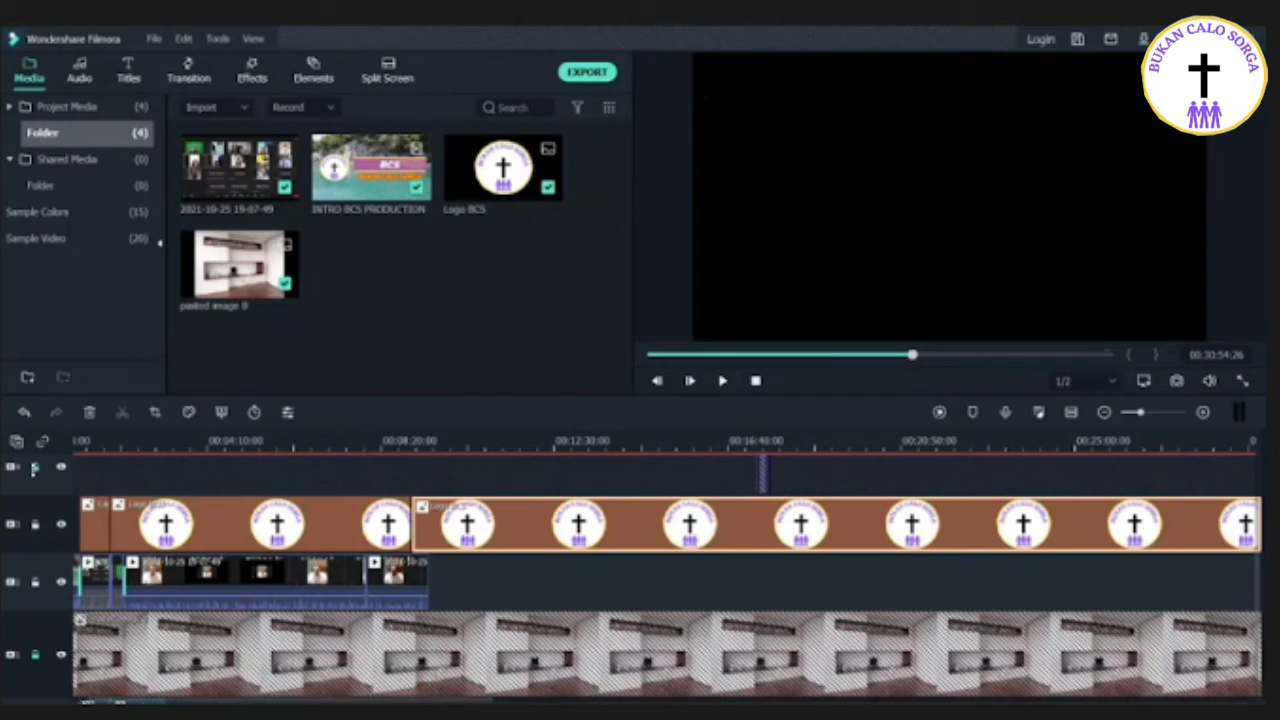 Wondershare Filmora File Edit Tools View Login
BUKAN CALO SORGA
Media Audio Titles Transition Effects Elements Split Screen EXPORT
Project Media (4) Import Record Search
Folder (4)
Shared Media (0)
Folder (0)
Sample Colors (15)
Sample Video (20)
BCS
2021-10-25 19-07-49 INTRO BCS PRODUCTION Logo BCS
pasted image 0
00:30:54:26
1/2
:00 00:04:10:00 00:08:20:00 00:12:30:00 00:16:40:00 00:20:50:00 00:25:00:00 0